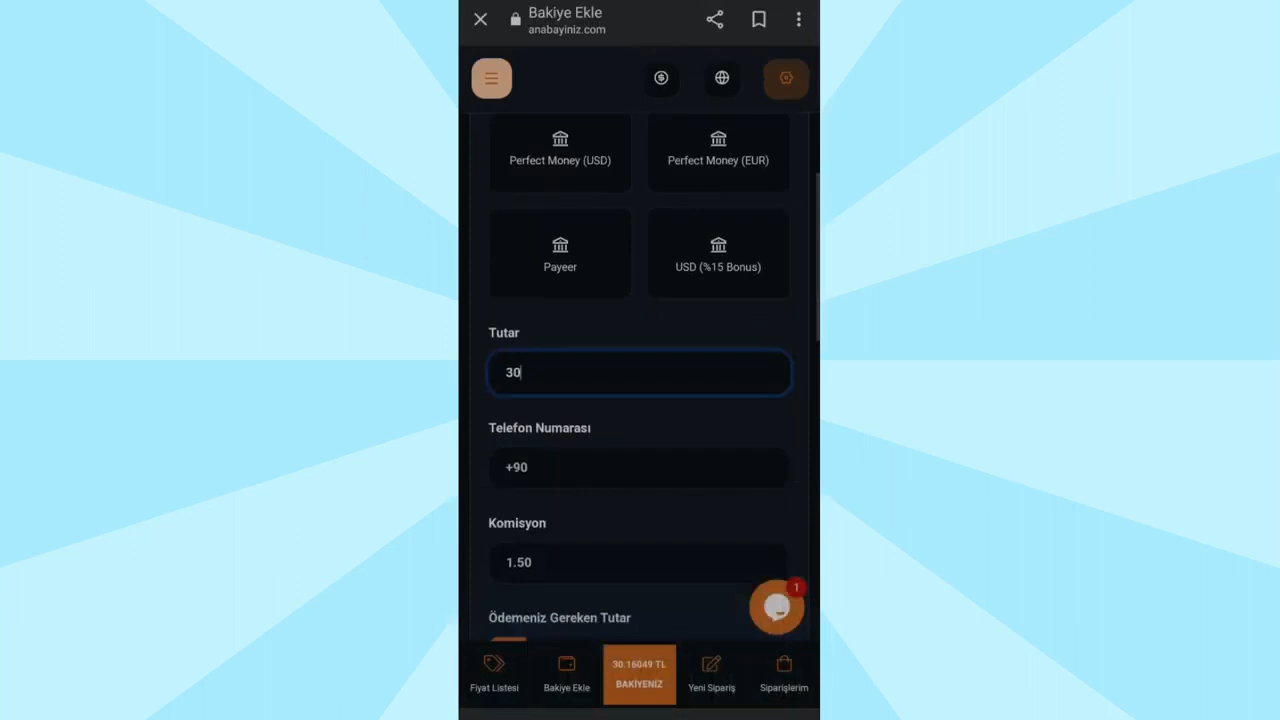 Bakiye Ekle
anabayiniz.com
Perfect Money (USD)
Perfect Money (EUR)
Payeer
USD (%15 Bonus)
Tutar
30
Telefon Numarası
+90
Komisyon
1.50
1
Ödemeniz Gereken Tutar
Fiyat Listesi
Bakiye Ekle
30.16049 TL
BAKİYENİZ
Yeni Sipariş
Siparişlerim